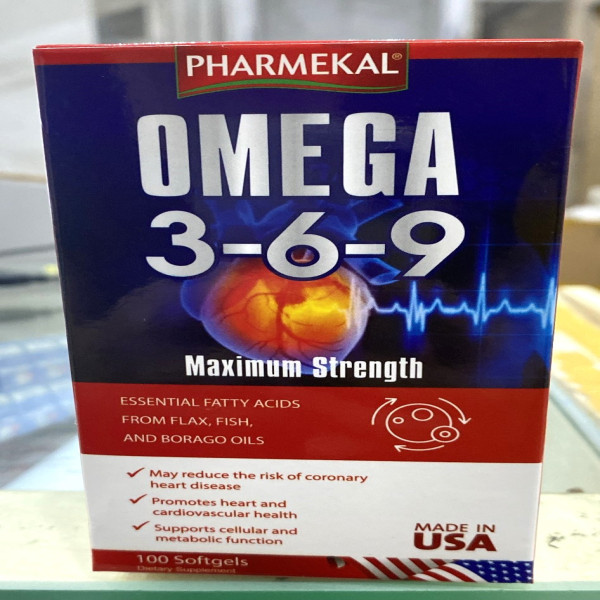 PHARMEKAL®
OMEGA
3-6-9
Maximum Strength
ESSENTIAL FATTY ACIDS
FROM FLAX, FISH,
AND BORAGO OILS
May reduce the risk of coronary
heart disease
Promotes heart and
cardiovascular health
Supports cellular and
metabolic function
MADE IN
USA
100 Softgels
Dietary Supplement